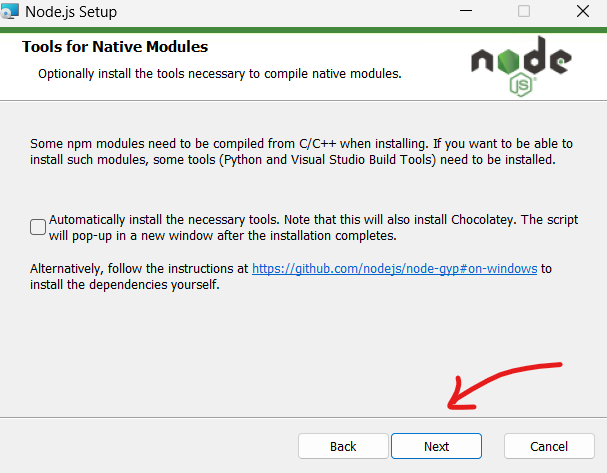 Node.js Setup
Tools for Native Modules
Optionally install the tools necessary to compile native modules.
node
JS
Some npm modules need to be compiled from C/C++ when installing. If you want to be able to
install such modules, some tools (Python and Visual Studio Build Tools) need to be installed.
Automatically install the necessary tools. Note that this will also install Chocolatey. The script
will pop-up in a new window after the installation completes.
Alternatively, follow the instructions at https://github.com/nodejs/node-gyp#on-windows to
install the dependencies yourself.
Back Next Cancel